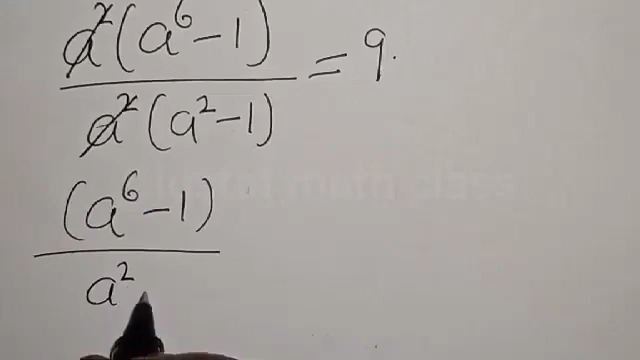 a²(a⁶-1)
———— = 9.
a²(a²-1)
(a⁶-1)
————
a²